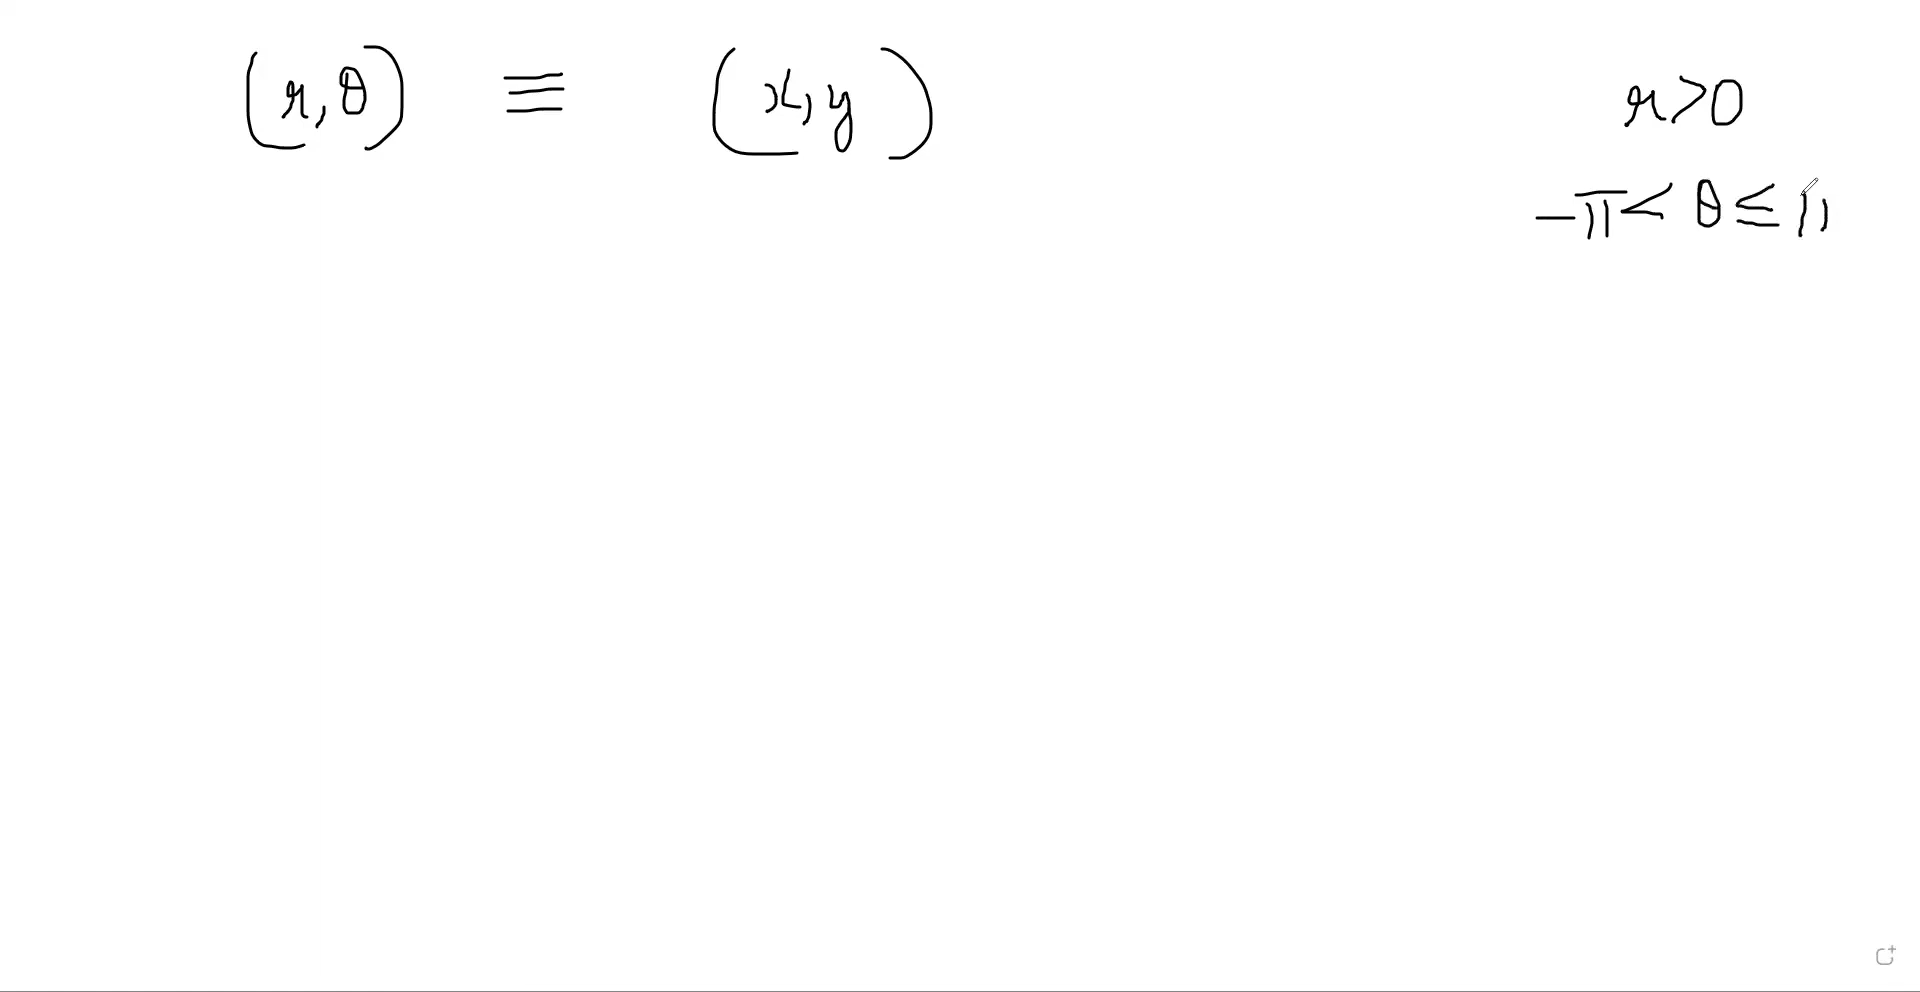 (r, θ) ≡ (x, y)
r > 0
-π < θ ≤ π